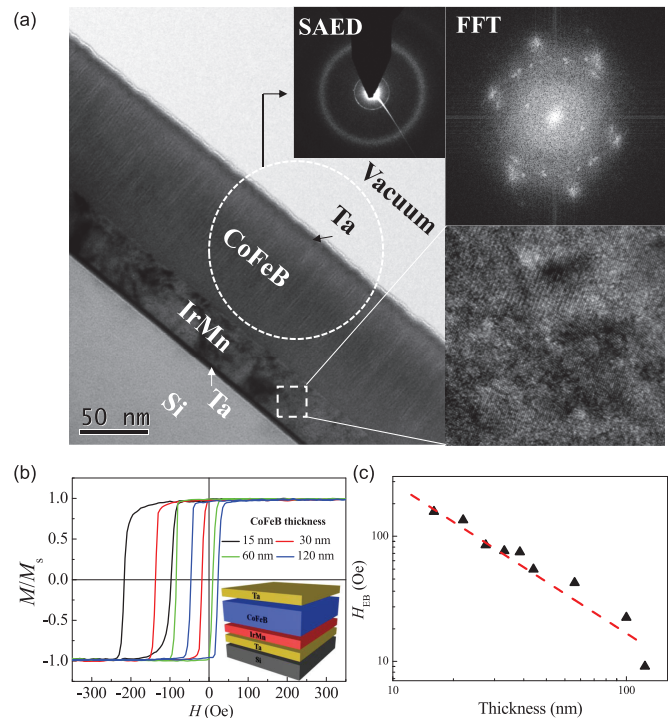 (a)
SAED
FFT
Vacuum
Ta
CoFeB
IrMn
Ta
Si
50 nm
(b)
(c)
1.0
0.5
0.0
-0.5
-1.0
M/Ms
-300 -200 -100 0 100 200 300
H (Oe)
CoFeB thickness
15 nm 30 nm
60 nm 120 nm
Ta
CoFeB
IrMn
Ta
Si
HEB (Oe)
100
10
10 100
Thickness (nm)